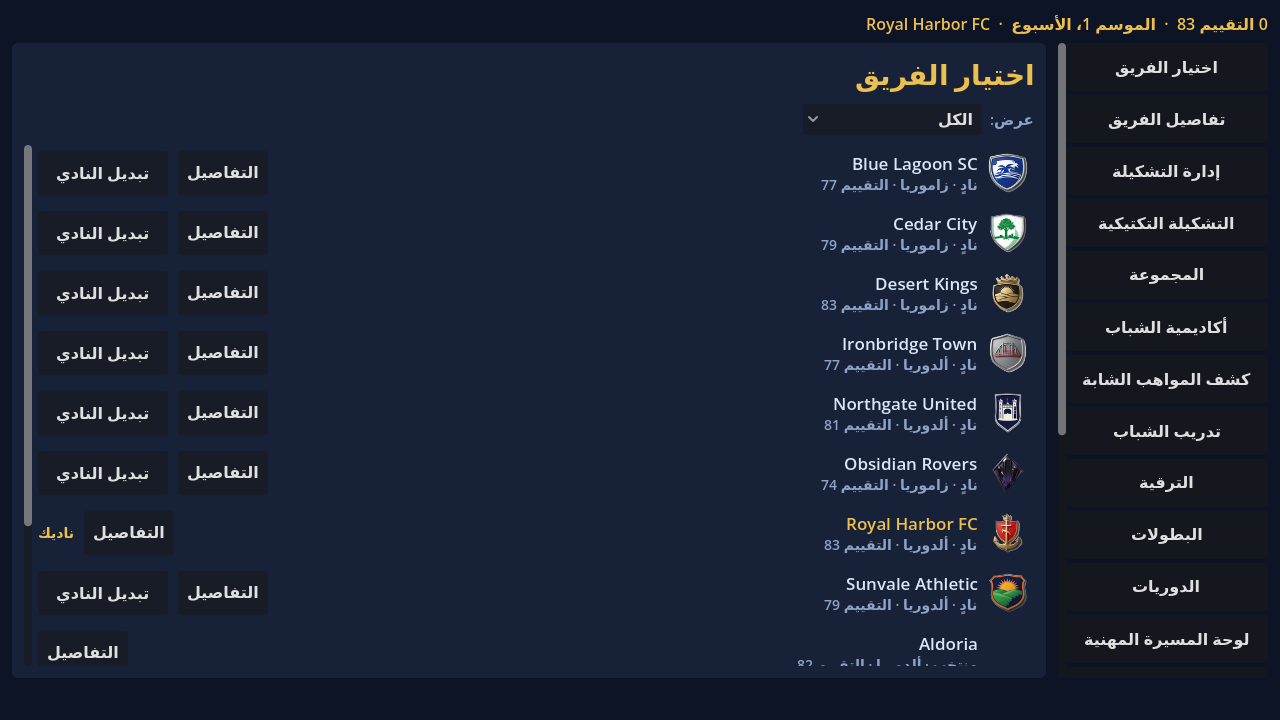 Royal Harbor FC · الموسم 1، الأسبوع 0 التقييم 83
اختيار الفريق
تفاصيل الفريق
إدارة التشكيلة
التشكيلة التكتيكية
المجموعة
أكاديمية الشباب
كشف المواهب الشابة
تدريب الشباب
الترقية
البطولات
الدوريات
لوحة المسيرة المهنية
اختيار الفريق
عرض: الكل
Blue Lagoon SC
نادٍ · زاموريا · التقييم 77
التفاصيل
تبديل النادي
Cedar City
نادٍ · زاموريا · التقييم 79
التفاصيل
تبديل النادي
Desert Kings
نادٍ · زاموريا · التقييم 83
التفاصيل
تبديل النادي
Ironbridge Town
نادٍ · ألدوريا · التقييم 77
التفاصيل
تبديل النادي
Northgate United
نادٍ · ألدوريا · التقييم 81
التفاصيل
تبديل النادي
Obsidian Rovers
نادٍ · زاموريا · التقييم 74
التفاصيل
تبديل النادي
Royal Harbor FC
نادٍ · ألدوريا · التقييم 83
التفاصيل
ناديك
Sunvale Athletic
نادٍ · ألدوريا · التقييم 79
التفاصيل
تبديل النادي
Aldoria
التفاصيل